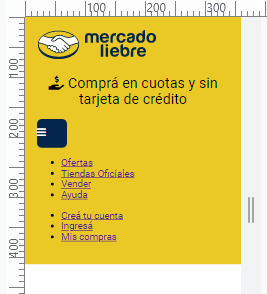 100 200 300
mercado
liebre
Comprá en cuotas y sin
tarjeta de crédito
Ofertas
Tiendas Oficiales
Vender
Ayuda
Creá tu cuenta
Ingresá
Mis compras
100
200
300
400